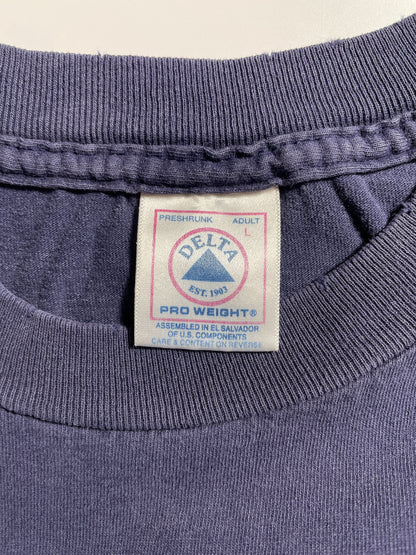 PRESHRUNK ADULT
L
DELTA
EST. 1903
PRO WEIGHT®
ASSEMBLED IN EL SALVADOR
OF U.S. COMPONENTS
CARE & CONTENT ON REVERSE